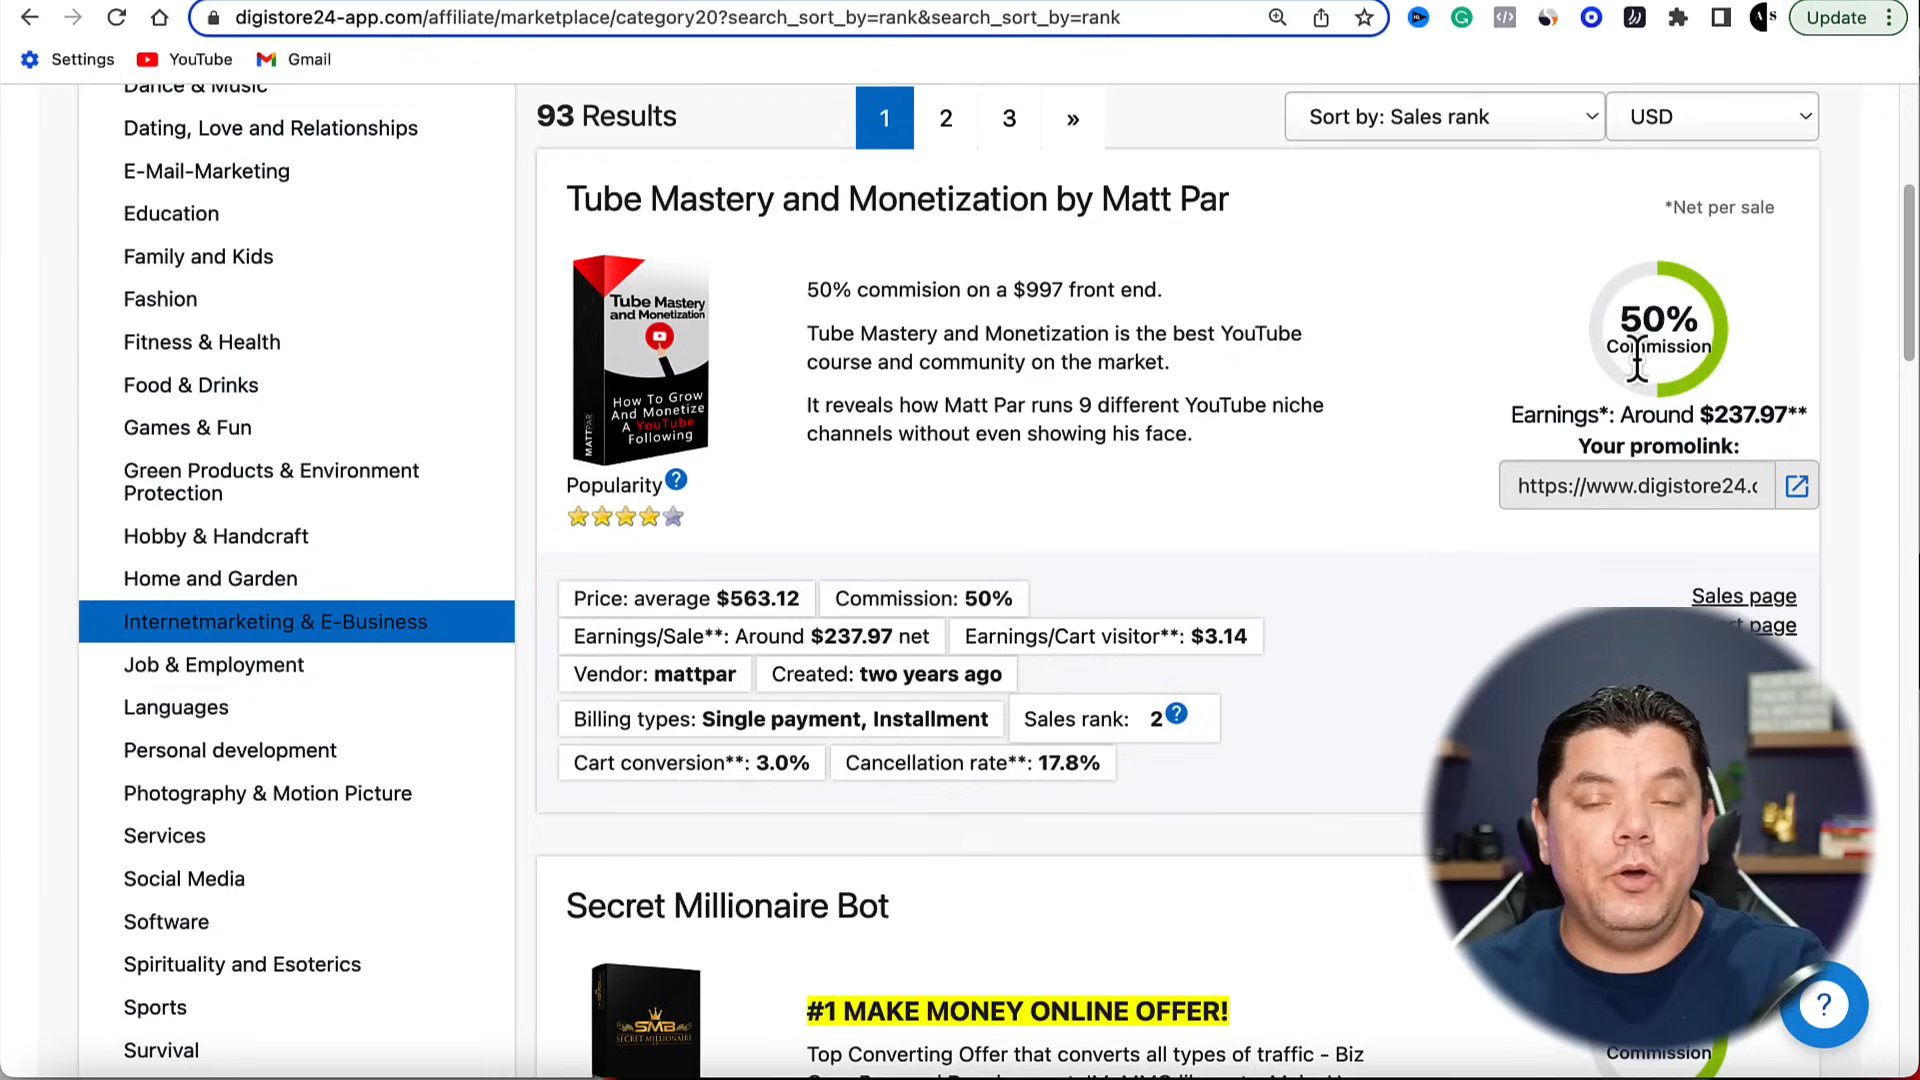 digistore24-app.com/affiliate/marketplace/category20?search_sort_by=rank&search_sort_by=rank
Update
Settings
YouTube
Gmail
Dance & Music
Dating, Love and Relationships
E-Mail-Marketing
Education
Family and Kids
Fashion
Fitness & Health
Food & Drinks
Games & Fun
Green Products & Environment
Protection
Hobby & Handcraft
Home and Garden
Internetmarketing & E-Business
Job & Employment
Languages
Personal development
Photography & Motion Picture
Services
Social Media
Software
Spirituality and Esoterics
Sports
Survival
93 Results
1 2 3 »
Sort by: Sales rank
USD
Tube Mastery and Monetization by Matt Par
*Net per sale
Tube Mastery
and Monetization
How To Grow
And Monetize
A YouTube
Following
MATT PAR
50% commision on a $997 front end.
Tube Mastery and Monetization is the best YouTube
course and community on the market.
It reveals how Matt Par runs 9 different YouTube niche
channels without even showing his face.
50%
Commission
Earnings*: Around $237.97**
Your promolink:
https://www.digistore24.c
Popularity ?
Price: average $563.12
Commission: 50%
Earnings/Sale**: Around $237.97 net
Earnings/Cart visitor**: $3.14
Vendor: mattpar
Created: two years ago
Billing types: Single payment, Installment
Sales rank: 2 ?
Cart conversion**: 3.0%
Cancellation rate**: 17.8%
Sales page
page
Secret Millionaire Bot
SMB
SECRET MILLIONAIRE
#1 MAKE MONEY ONLINE OFFER!
Top Converting Offer that converts all types of traffic - Biz
Commission
?